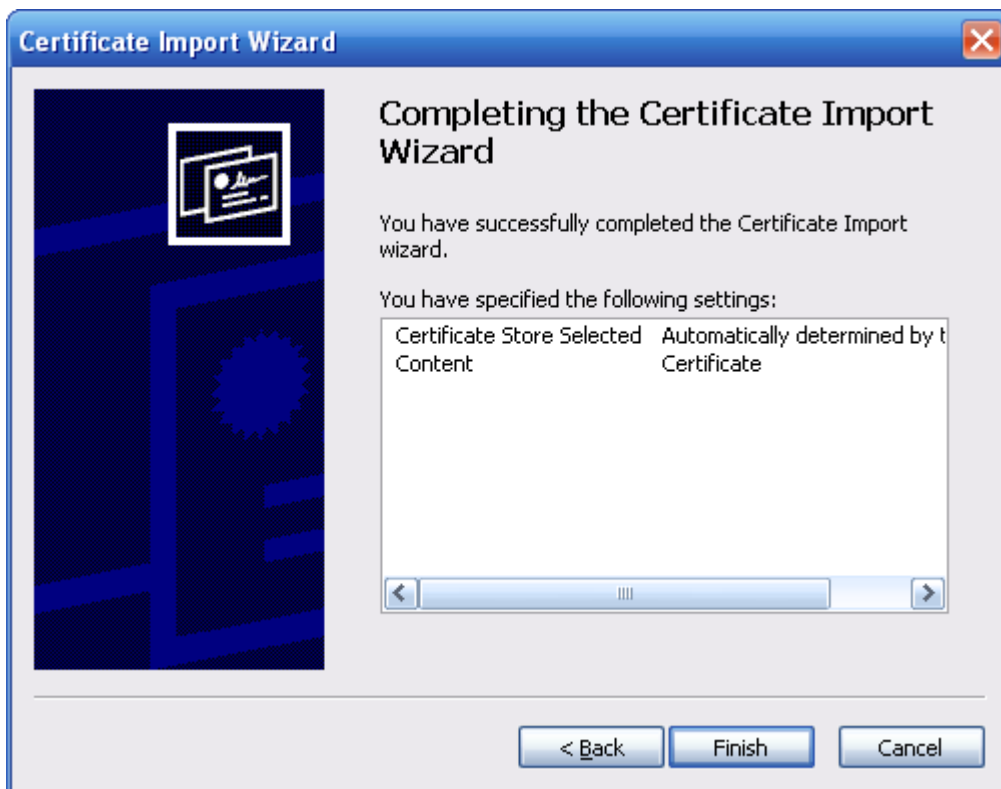 Certificate Import Wizard
Completing the Certificate Import
Wizard
You have successfully completed the Certificate Import
wizard.
You have specified the following settings:
Certificate Store Selected Automatically determined by t
Content Certificate
< Back Finish Cancel